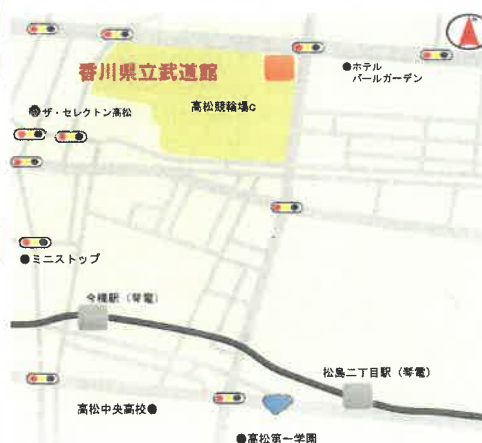 ホテル
パールガーデン
香川県立武道館
高松競輪場c
ザ・セレクトン高松
ミニストップ
今橋駅（琴電）
松島二丁目駅（琴電）
高松中央高校
高松第一学園